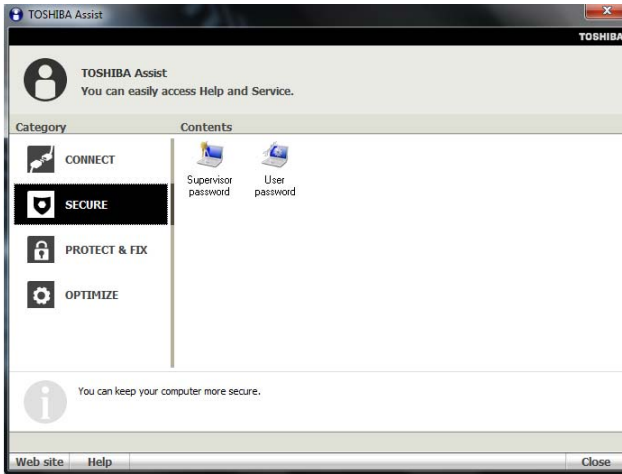 TOSHIBA Assist
TOSHIBA
TOSHIBA Assist
You can easily access Help and Service.
Category
Contents
CONNECT
SECURE
PROTECT & FIX
OPTIMIZE
Supervisor
password
User
password
You can keep your computer more secure.
Web site
Help
Close